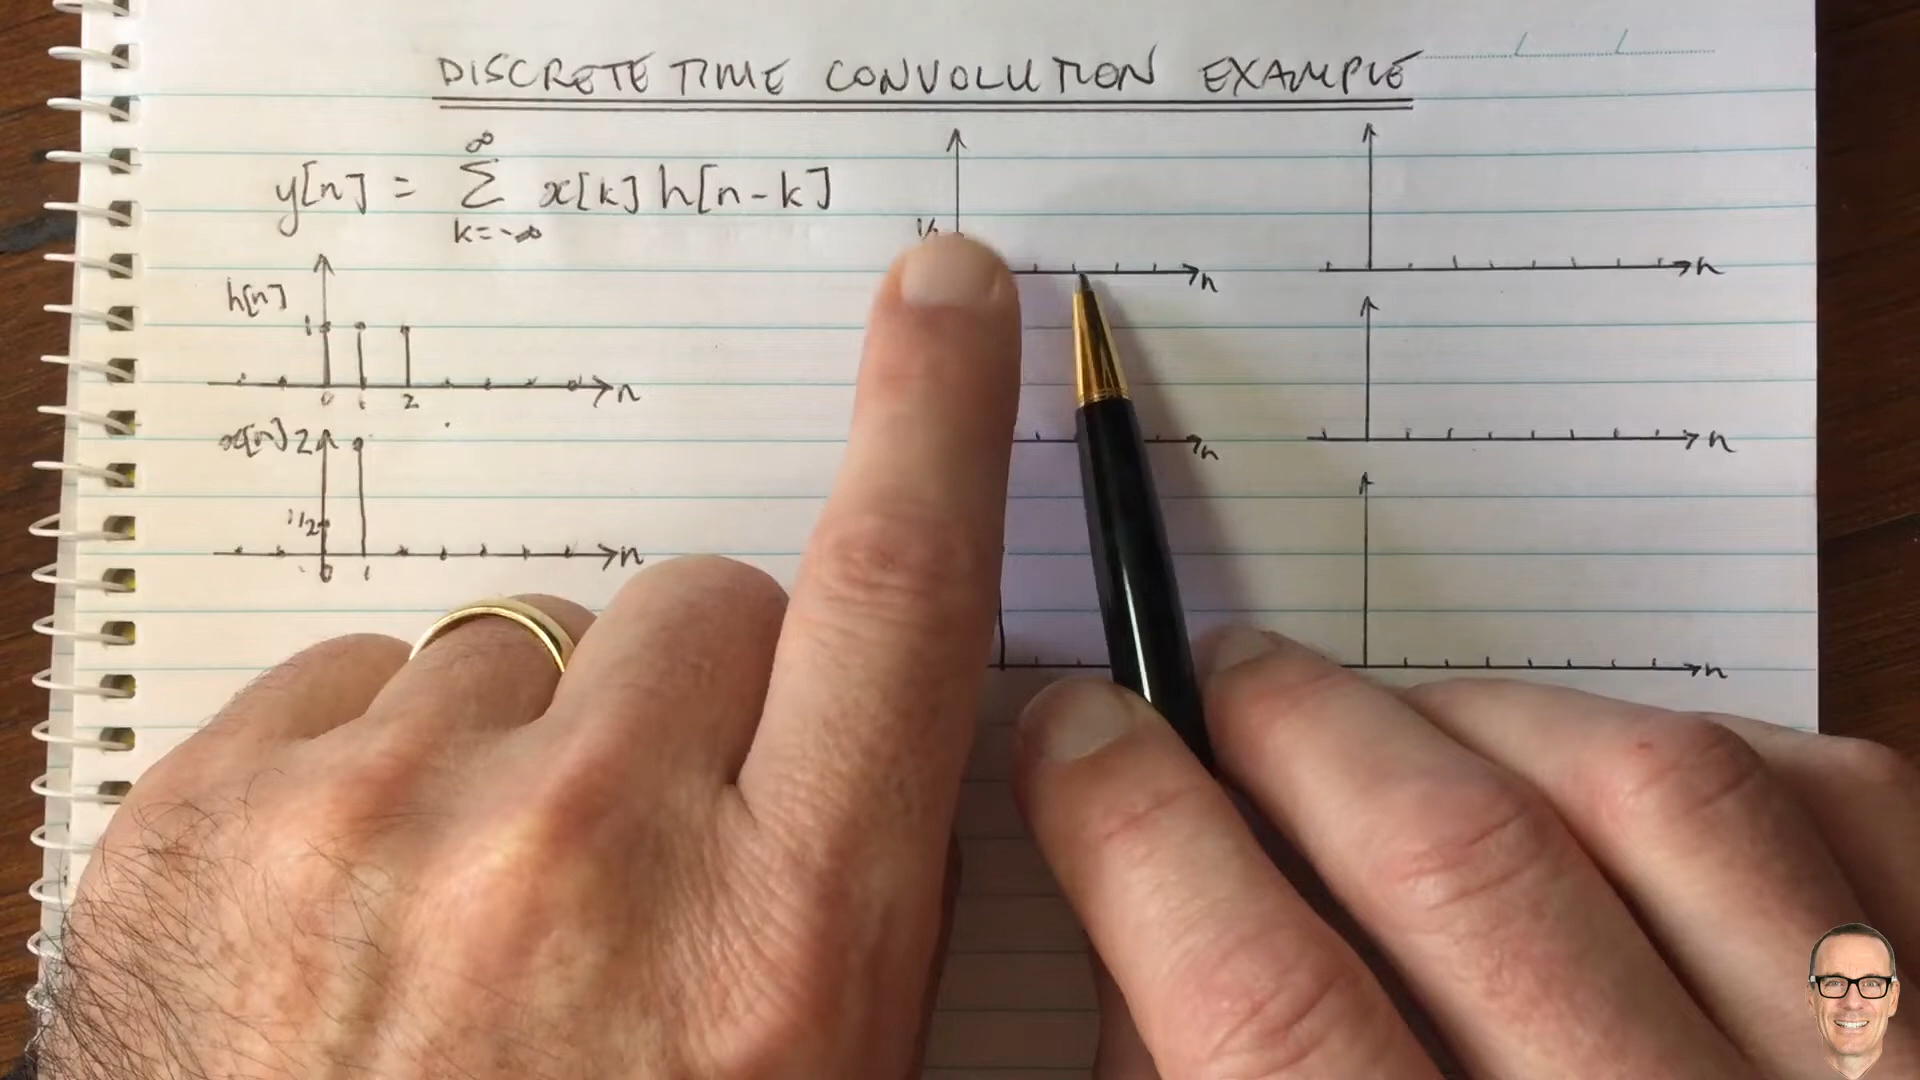 DISCRETE TIME CONVOLUTION EXAMPLE
∞
y[n] = Σ x[k] h[n-k]
k=-∞
h[n]
1
0 1 2
n
x[n] 2
1/2
0 1
n
n
n
n
n
n